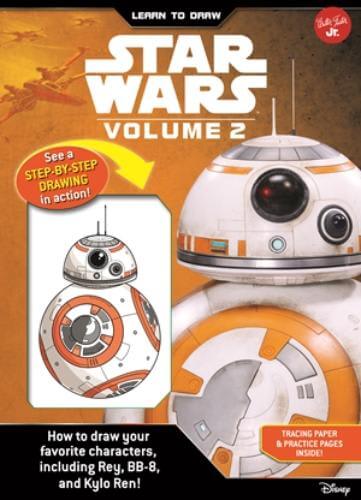 LEARN TO DRAW
Walter Foster
Jr.
STAR
WARS
VOLUME 2
See a
STEP-BY-STEP
DRAWING
in action!
How to draw your
favorite characters,
including Rey, BB-8,
and Kylo Ren!
TRACING PAPER
& PRACTICE PAGES
INSIDE!
Disney